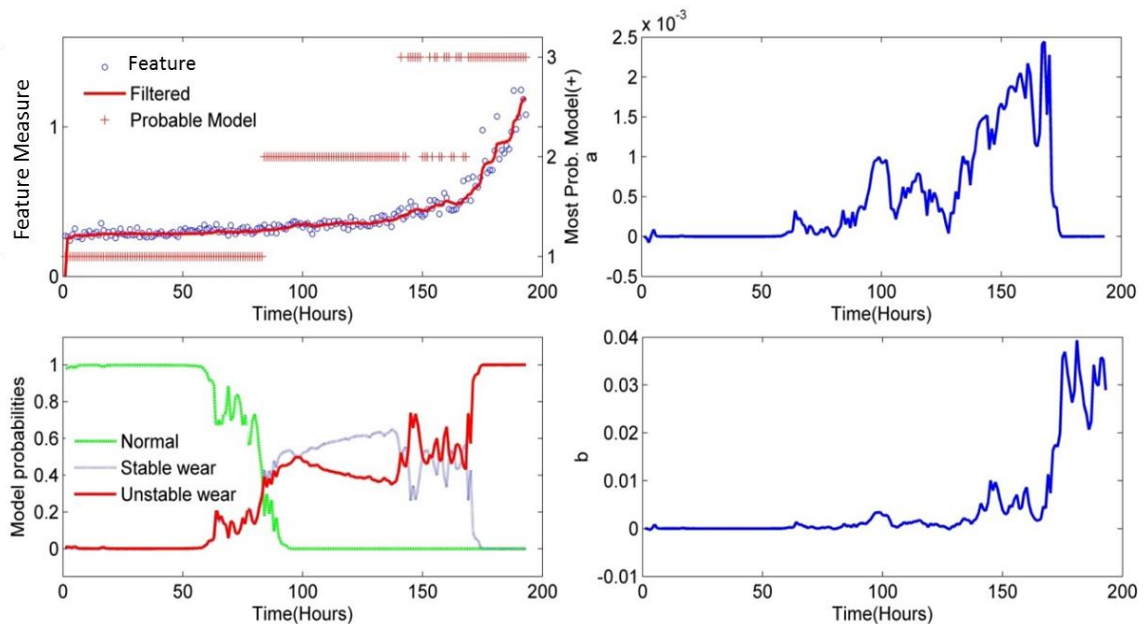 Feature Measure
1
0
Feature
Filtered
Probable Model
3
2
1
Most Prob. Model(+)
0
50
100
150
200
Time(Hours)
x 10⁻³
2.5
2
1.5
1
0.5
0
-0.5
a
0
50
100
150
200
Time(Hours)
Model probabilities
1
0.8
0.6
0.4
0.2
0
Normal
Stable wear
Unstable wear
0
50
100
150
200
Time(Hours)
0.04
0.03
0.02
0.01
0
-0.01
b
0
50
100
150
200
Time(Hours)